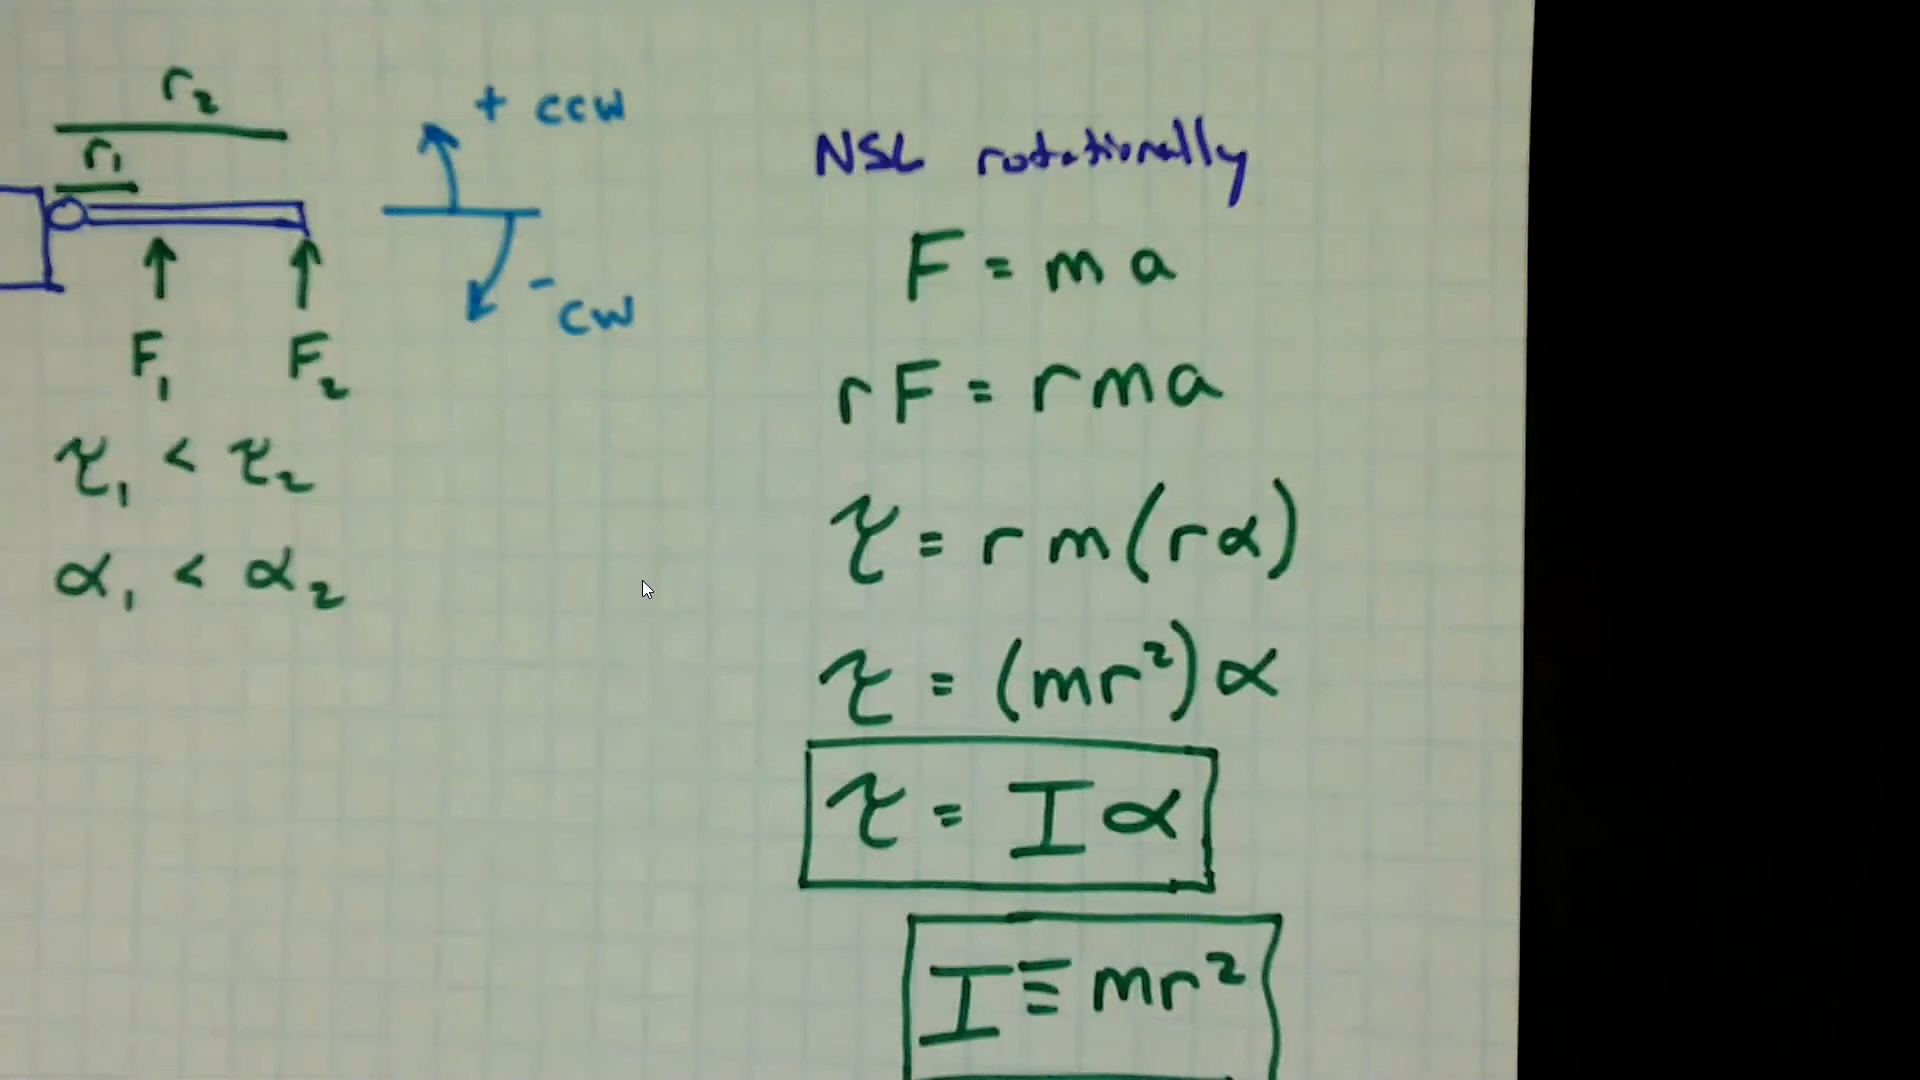 r₂
r₁
+ ccw
- cw
F₁ F₂
τ₁ < τ₂
α₁ < α₂
NSL rotationally
F = ma
rF = rma
τ = rm(rα)
τ = (mr²)α
τ = Iα
I ≡ mr²